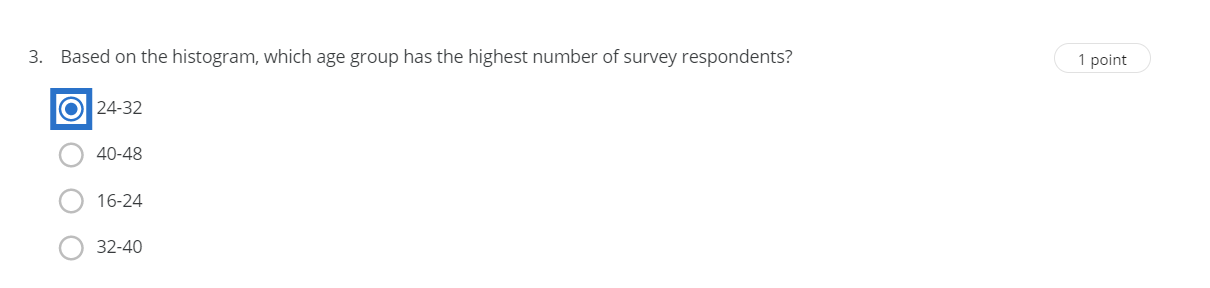 3. Based on the histogram, which age group has the highest number of survey respondents?
1 point
24-32
40-48
16-24
32-40